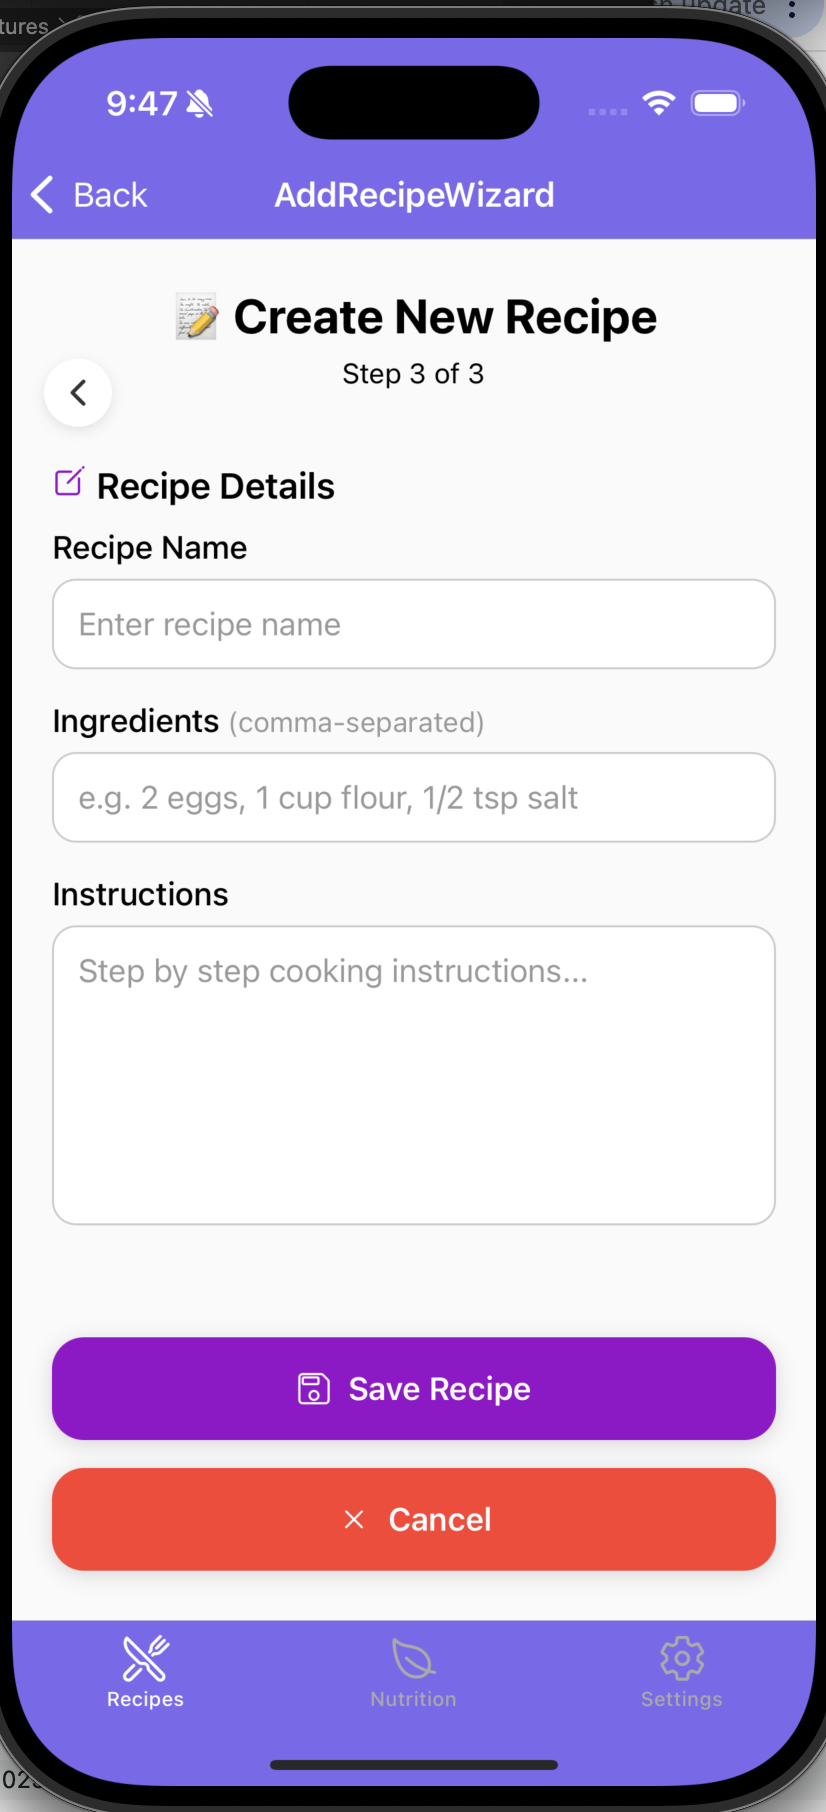 tures
update
9:47
Back
AddRecipeWizard
Create New Recipe
Step 3 of 3
Recipe Details
Recipe Name
Enter recipe name
Ingredients (comma-separated)
e.g. 2 eggs, 1 cup flour, 1/2 tsp salt
Instructions
Step by step cooking instructions...
Save Recipe
Cancel
Recipes
Nutrition
Settings